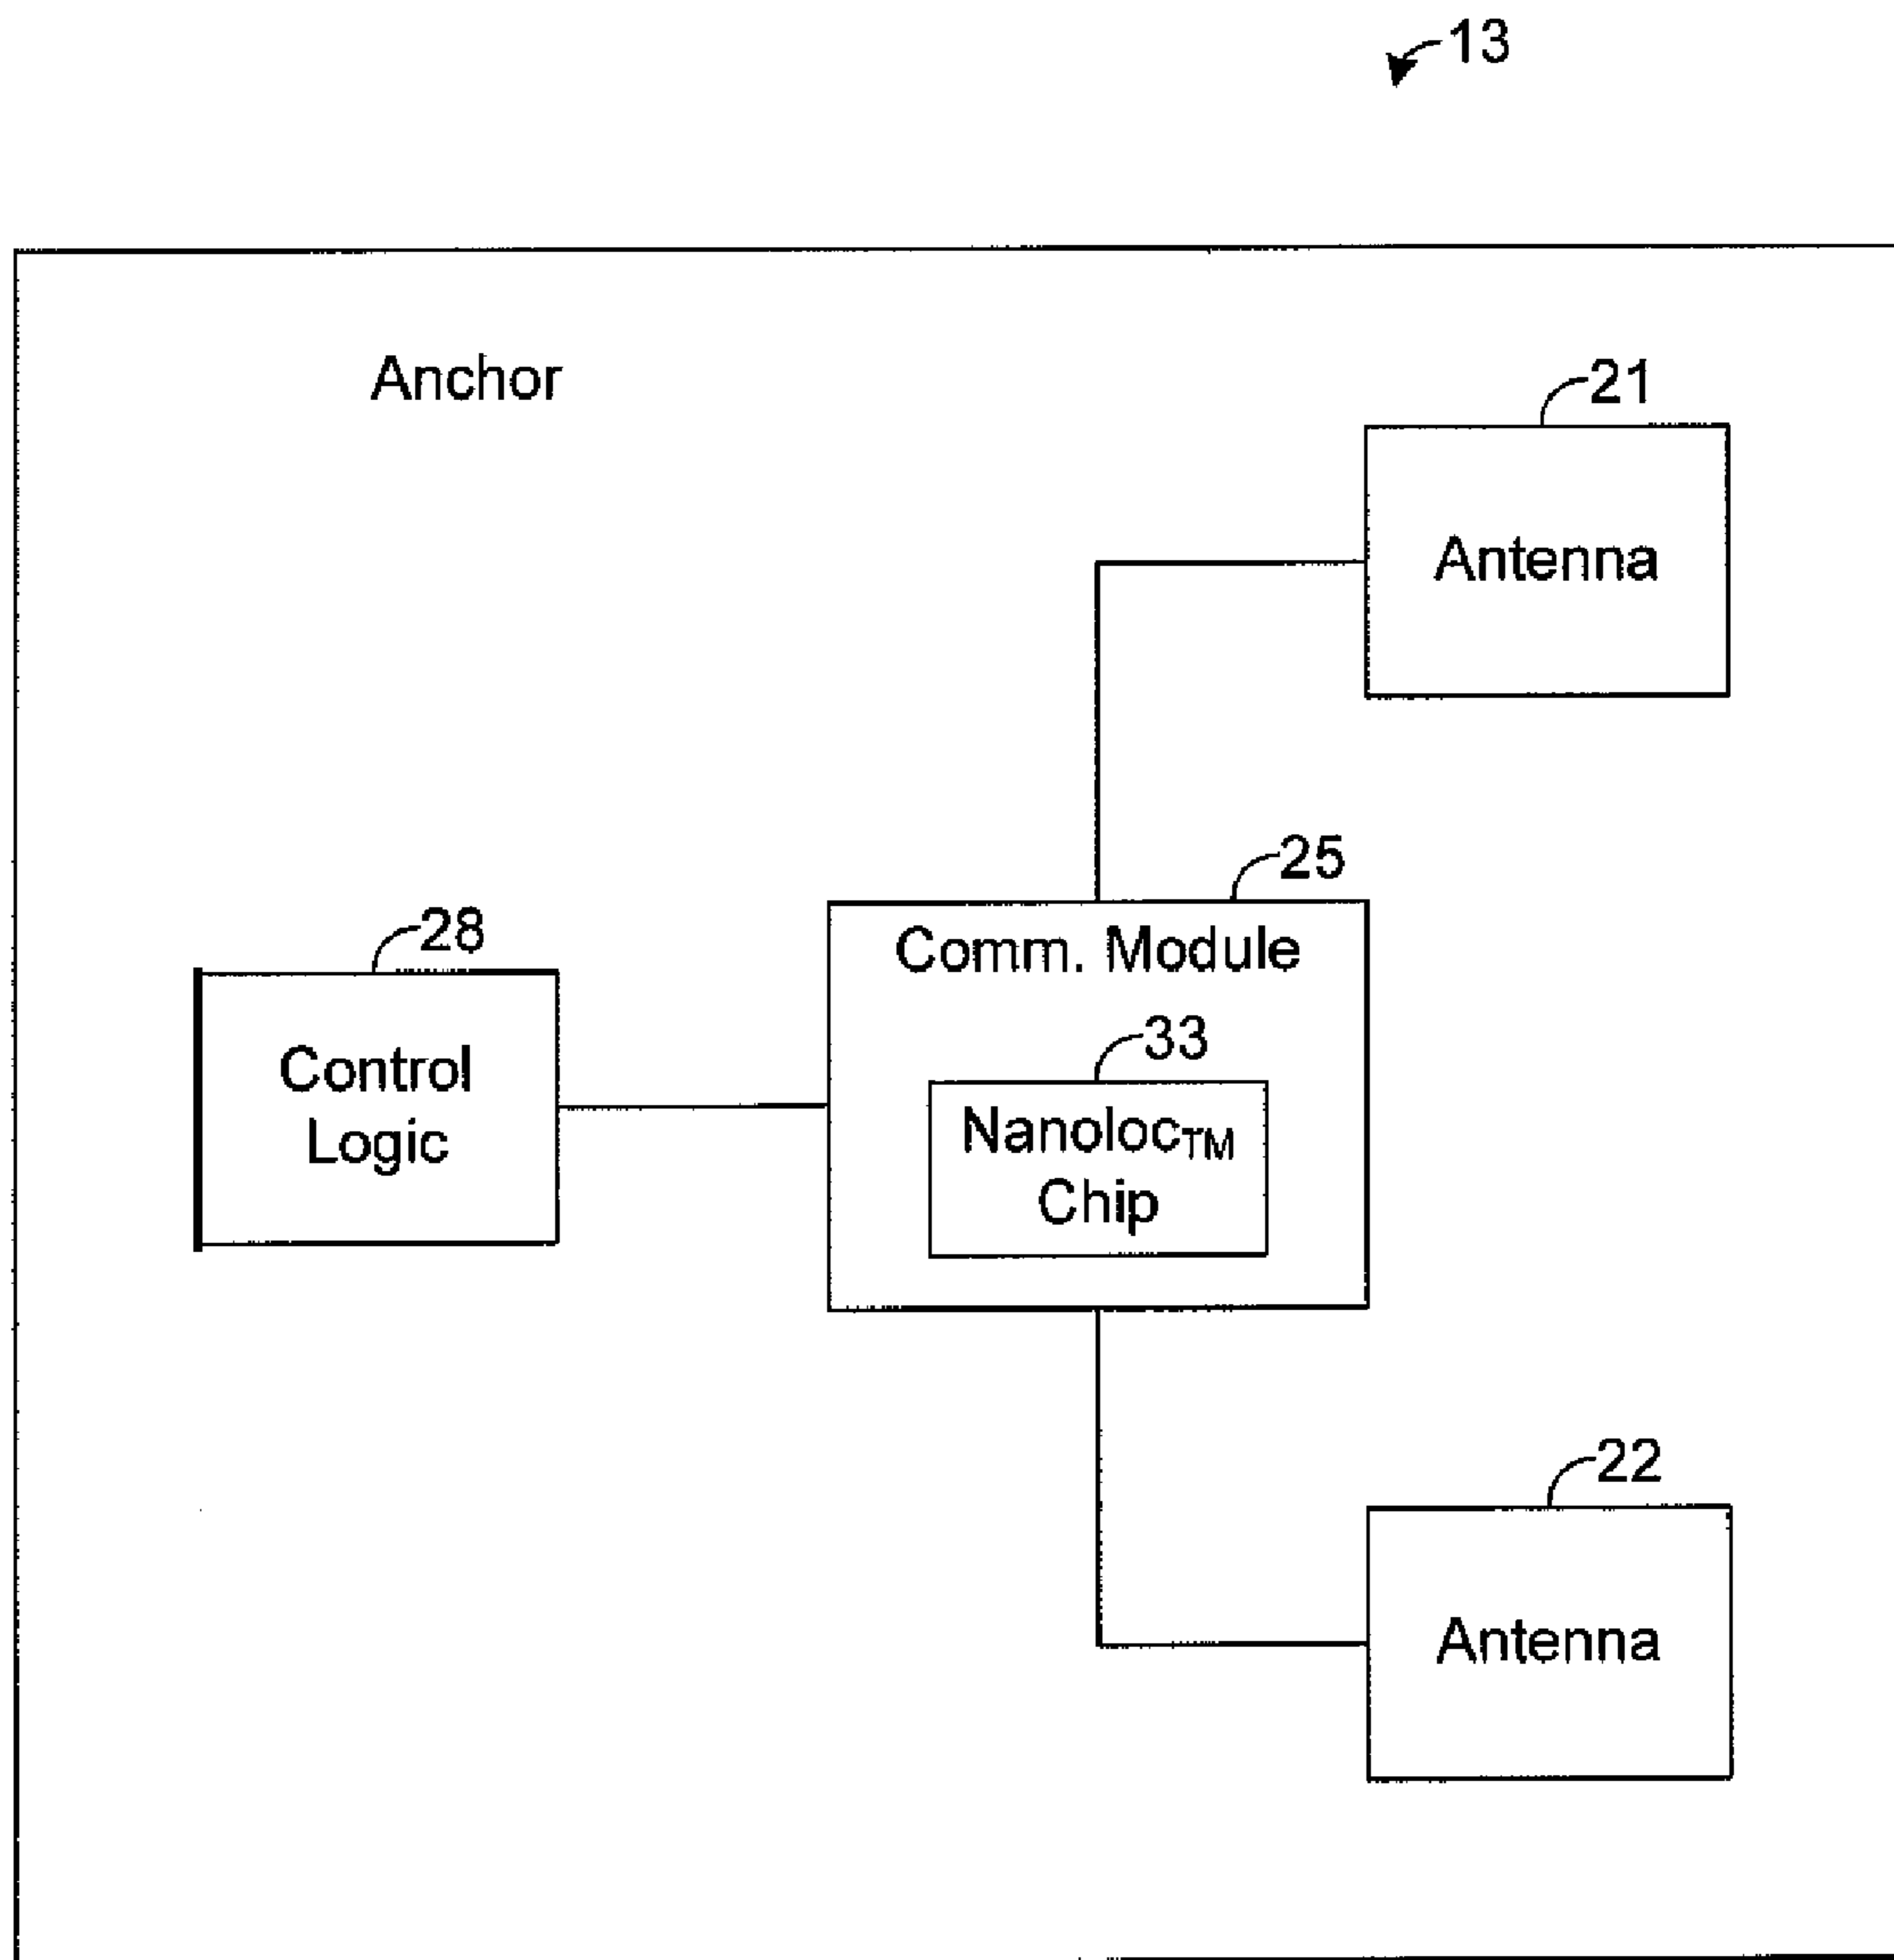 13
Anchor
21
Antenna
25
Comm. Module
28
Control
Logic
33
NanolocTM
Chip
22
Antenna